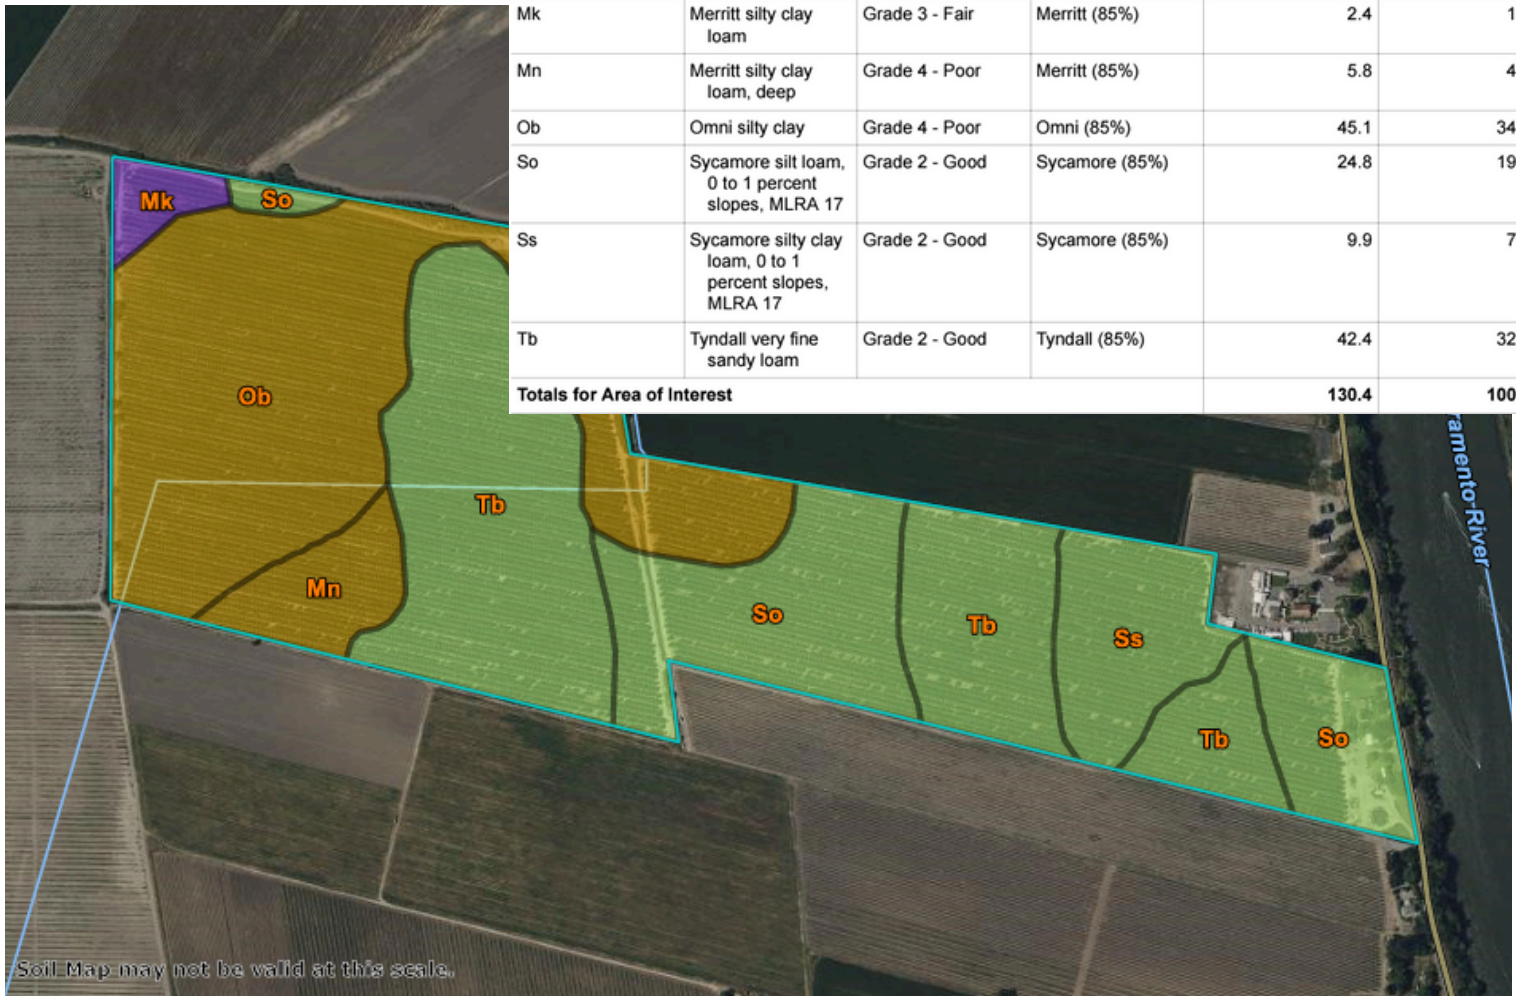 Mk Merritt silty clay Grade 3 - Fair Merritt (85%) 2.4 1
loam
Mn Merritt silty clay Grade 4 - Poor Merritt (85%) 5.8 4
loam, deep
Ob Omni silty clay Grade 4 - Poor Omni (85%) 45.1 34
So Sycamore silt loam, Grade 2 - Good Sycamore (85%) 24.8 19
0 to 1 percent
slopes, MLRA 17
Ss Sycamore silty clay Grade 2 - Good Sycamore (85%) 9.9 7
loam, 0 to 1
percent slopes,
MLRA 17
Tb Tyndall very fine Grade 2 - Good Tyndall (85%) 42.4 32
sandy loam
Totals for Area of Interest 130.4 100
Mk
So
Ob
Tb
Mn
So
Tb
Ss
Tb
So
ramento River
Soil Map may not be valid at this scale.